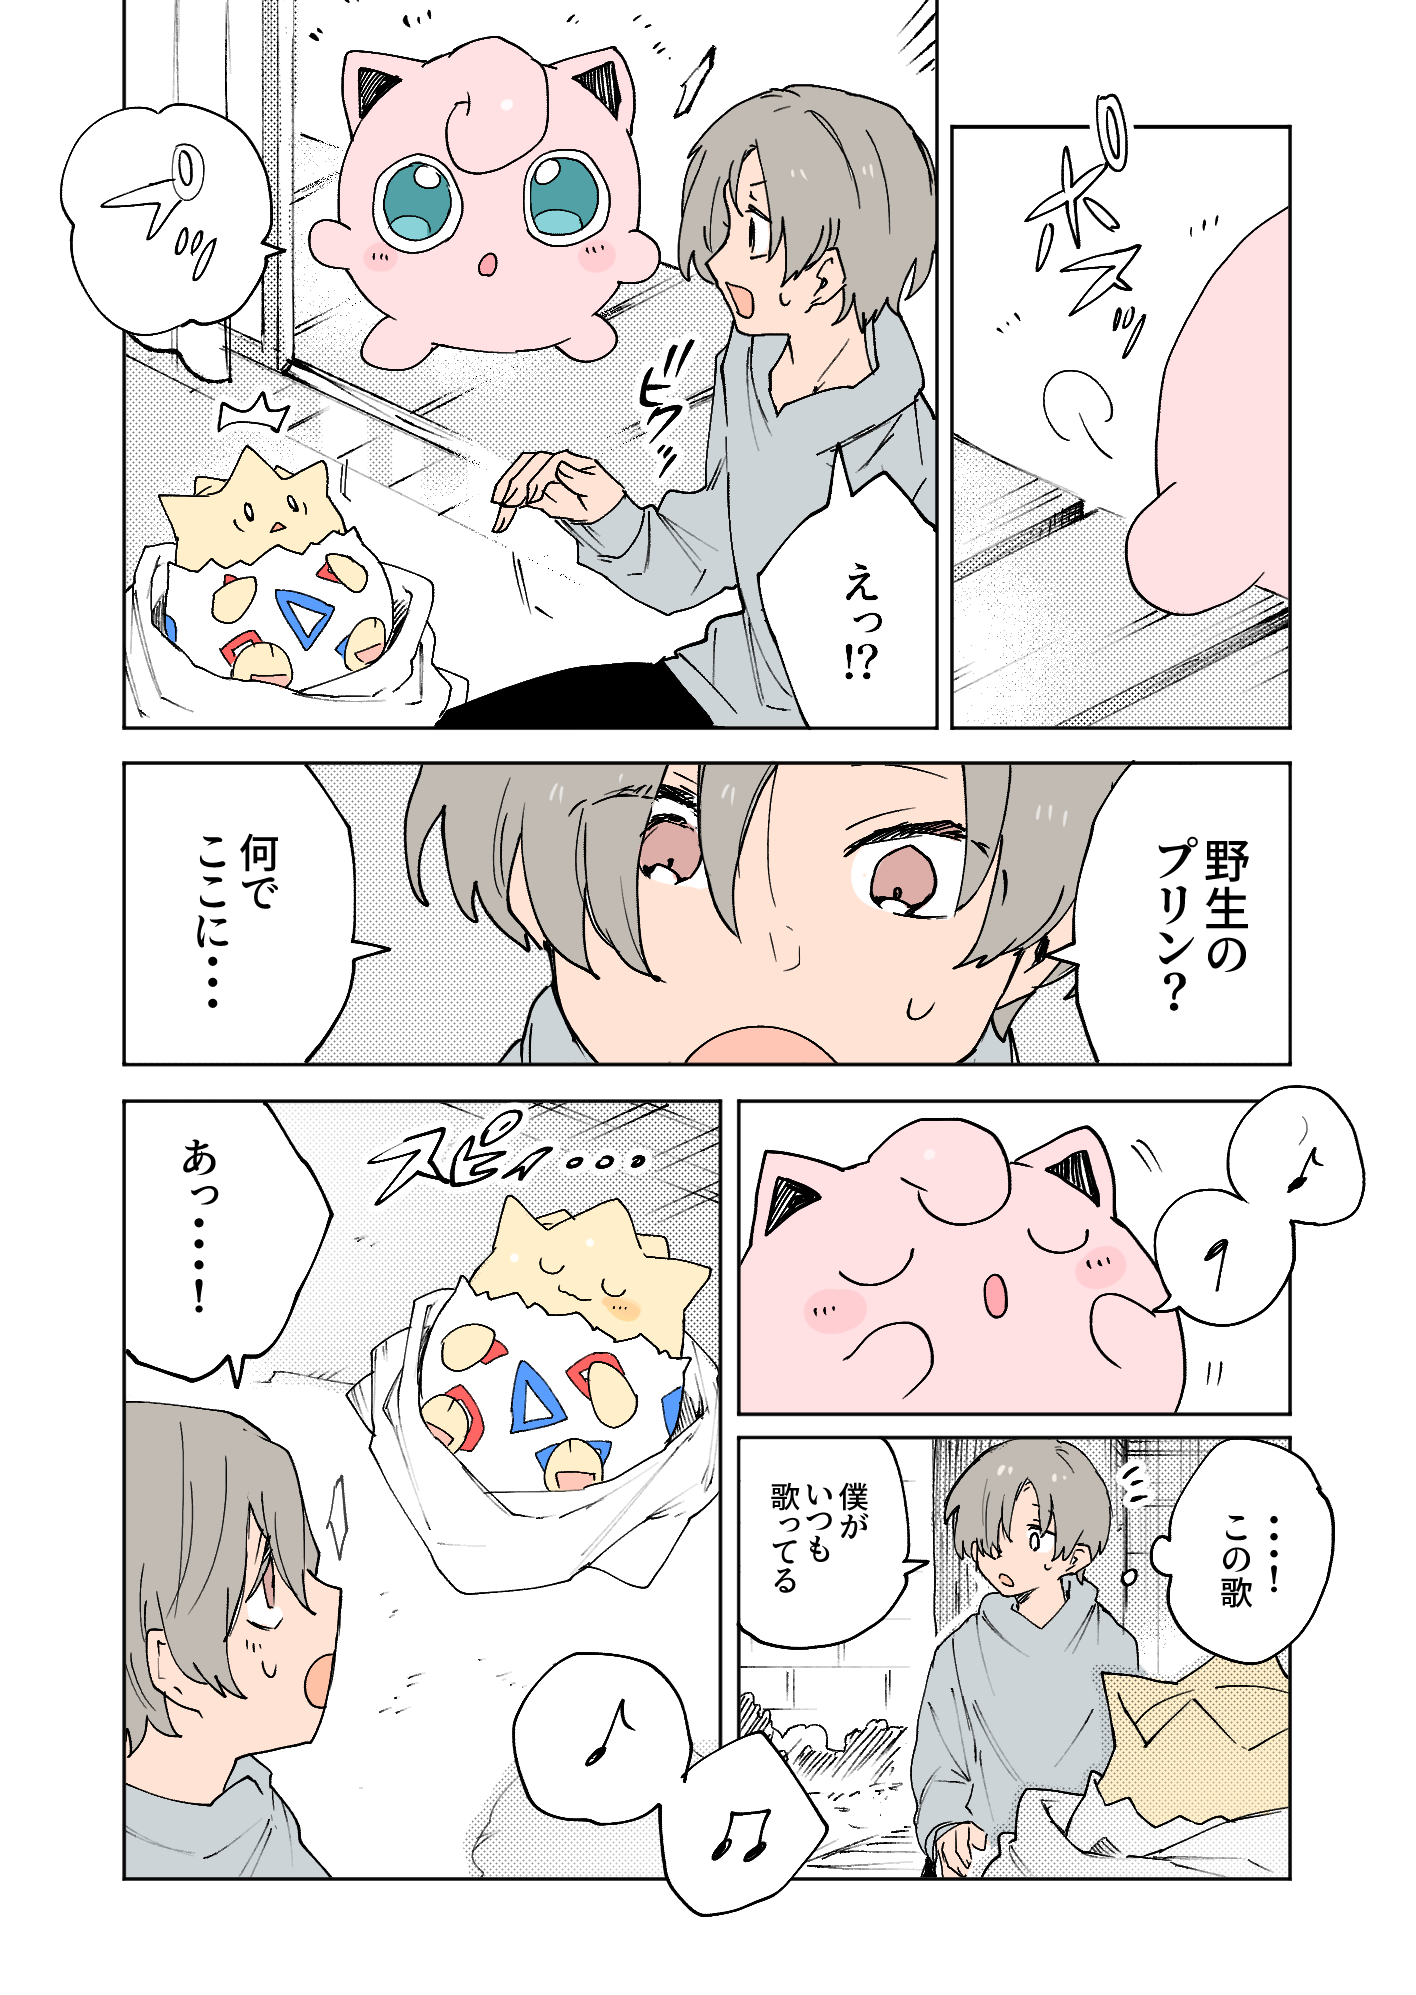 ポスッ
えっ!?
ビクッ
プッ
野生の
プリン?
何で
ここに・・・
・・・!
この歌
僕が
いつも
歌ってる
スピィ・・・
あっ・・・!